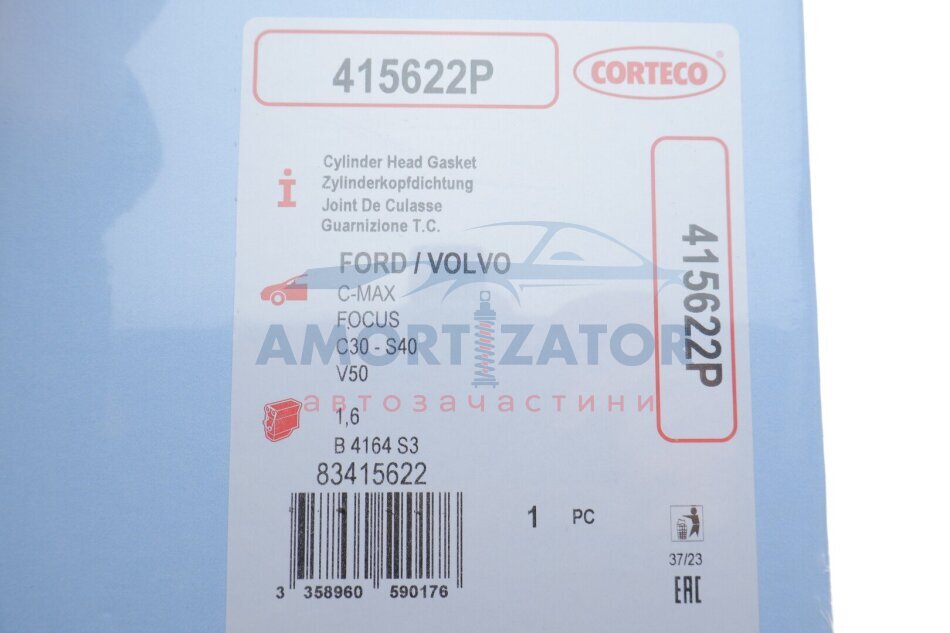 415622P
CORTECO
®
Cylinder Head Gasket
Zylinderkopfdichtung
Joint De Culasse
Guarnizione T.C.
FORD / VOLVO
C-MAX
FOCUS
C30 - S40
V50
AMORTIZATOR
автозачастини
1,6
B 4164 S3
83415622
3 358960 590176
1 PC
37/23
EAC
415622P